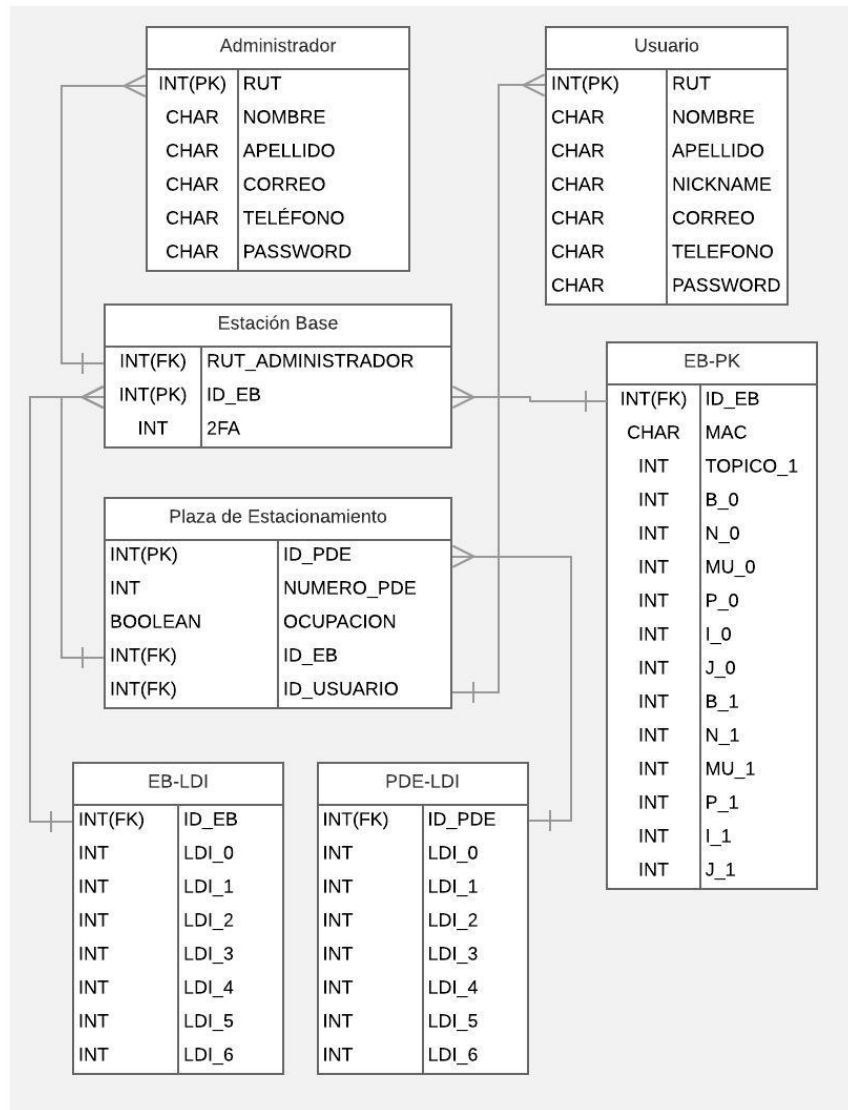 Administrador
INT(PK) RUT
CHAR NOMBRE
CHAR APELLIDO
CHAR CORREO
CHAR TELÉFONO
CHAR PASSWORD
Usuario
INT(PK) RUT
CHAR NOMBRE
CHAR APELLIDO
CHAR NICKNAME
CHAR CORREO
CHAR TELEFONO
CHAR PASSWORD
Estación Base
INT(FK) RUT_ADMINISTRADOR
INT(PK) ID_EB
INT 2FA
EB-PK
INT(FK) ID_EB
CHAR MAC
INT TOPICO_1
INT B_0
INT N_0
INT MU_0
INT P_0
INT I_0
INT J_0
INT B_1
INT N_1
INT MU_1
INT P_1
INT I_1
INT J_1
Plaza de Estacionamiento
INT(PK) ID_PDE
INT NUMERO_PDE
BOOLEAN OCUPACION
INT(FK) ID_EB
INT(FK) ID_USUARIO
EB-LDI
INT(FK) ID_EB
INT LDI_0
INT LDI_1
INT LDI_2
INT LDI_3
INT LDI_4
INT LDI_5
INT LDI_6
PDE-LDI
INT(FK) ID_PDE
INT LDI_0
INT LDI_1
INT LDI_2
INT LDI_3
INT LDI_4
INT LDI_5
INT LDI_6